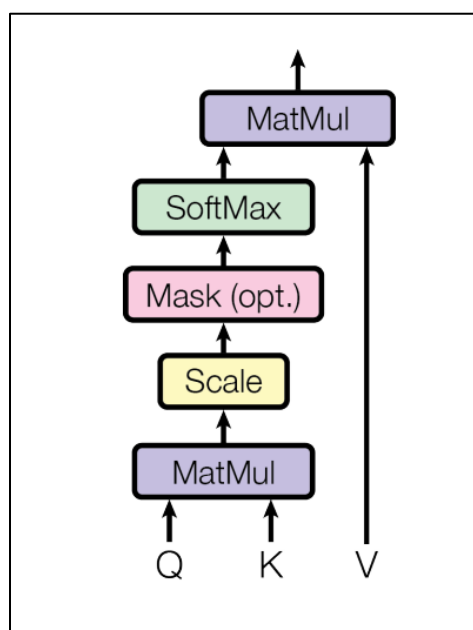 MatMul
SoftMax
Mask (opt.)
Scale
MatMul
Q K V